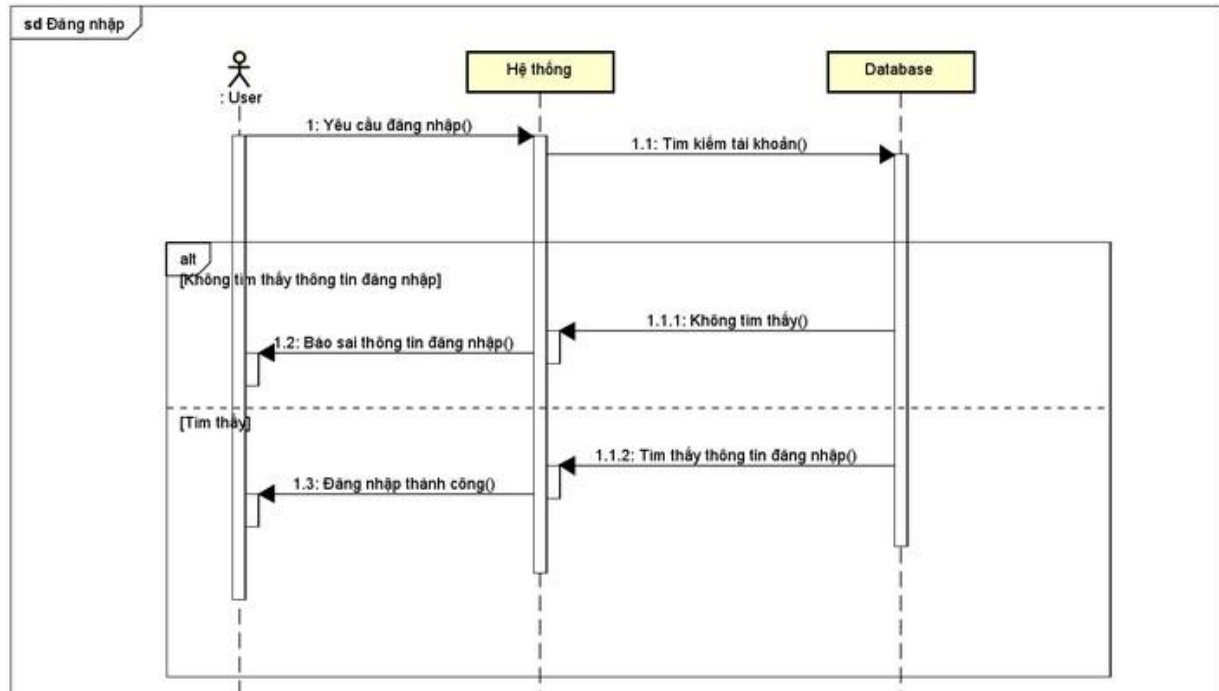 sd Đăng nhập
: User
Hệ thống
Database
1: Yêu cầu đăng nhập()
1.1: Tìm kiếm tài khoản()
alt
[Không tìm thấy thông tin đăng nhập]
1.1.1: Không tìm thấy()
1.2: Báo sai thông tin đăng nhập()
[Tìm thấy]
1.1.2: Tìm thấy thông tin đăng nhập()
1.3: Đăng nhập thành công()